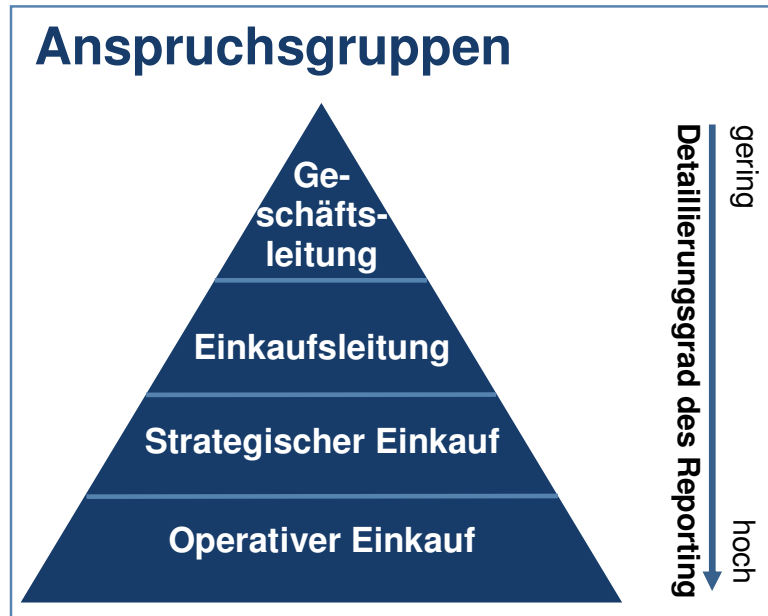 Anspruchsgruppen
Ge-
schäfts-
leitung
Einkaufsleitung
Strategischer Einkauf
Operativer Einkauf
gering
Detaillierungsgrad des Reporting
hoch